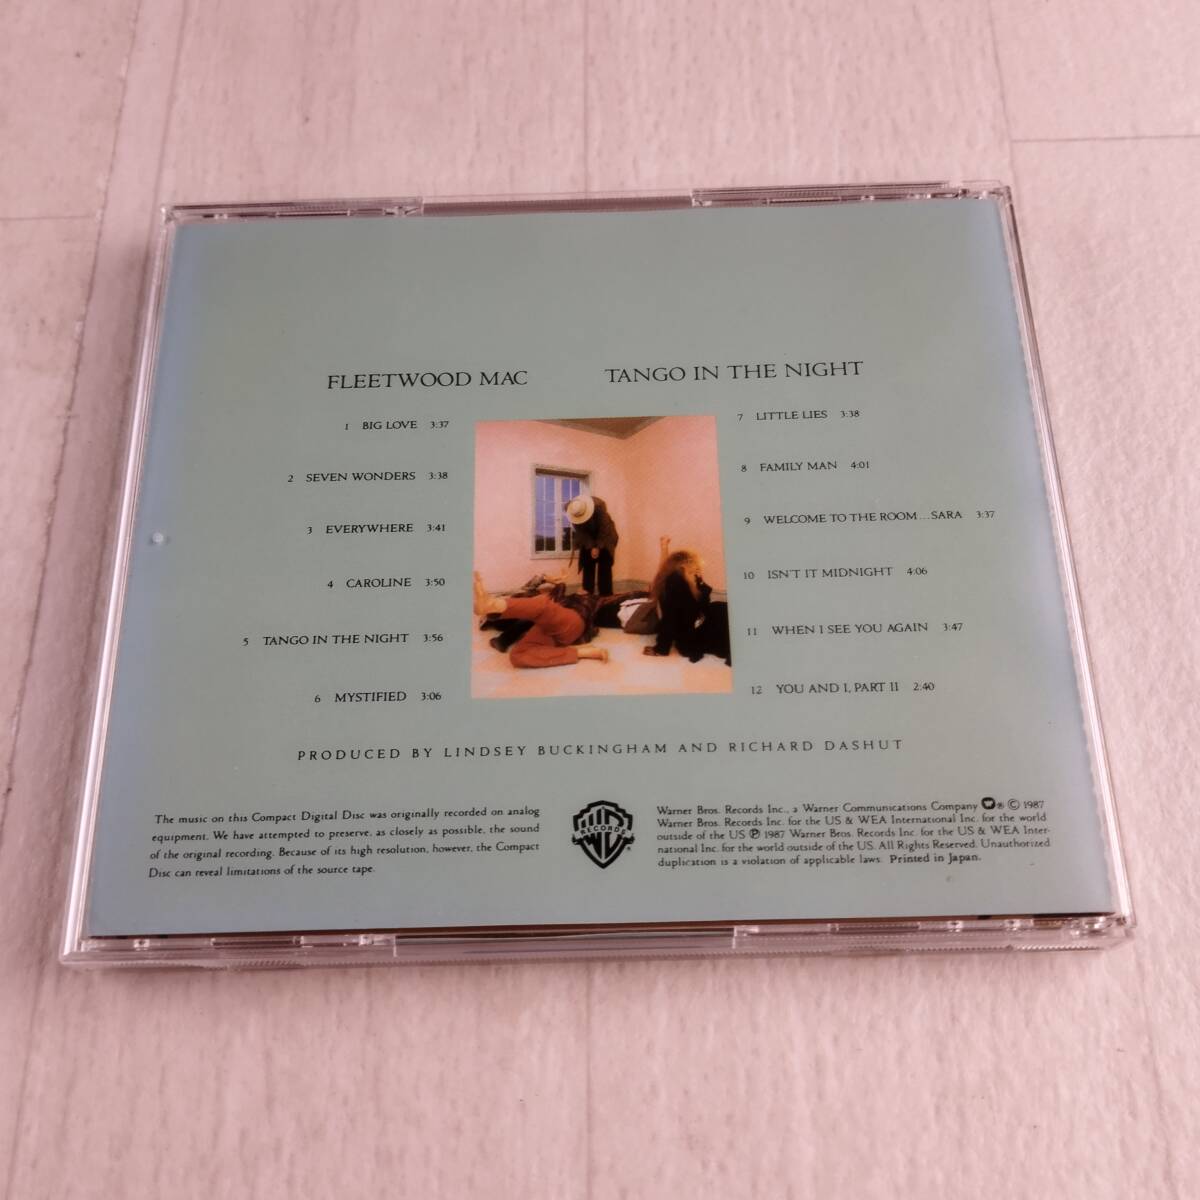 FLEETWOOD MAC
TANGO IN THE NIGHT
1 BIG LOVE 3:37
2 SEVEN WONDERS 3:38
3 EVERYWHERE 3:41
4 CAROLINE 3:50
5 TANGO IN THE NIGHT 3:56
6 MYSTIFIED 3:06
7 LITTLE LIES 3:38
8 FAMILY MAN 4:01
9 WELCOME TO THE ROOM...SARA 3:37
10 ISN'T IT MIDNIGHT 4:06
11 WHEN I SEE YOU AGAIN 3:47
12 YOU AND I, PART II 2:40
PRODUCED BY LINDSEY BUCKINGHAM AND RICHARD DASHUT
The music on this Compact Digital Disc was originally recorded on analog
equipment. We have attempted to preserve, as closely as possible, the sound
of the original recording. Because of its high resolution, however, the Compact
Disc can reveal limitations of the source tape.
RECORDS
Warner Bros. Records Inc., a Warner Communications Company ® © 1987
Warner Bros. Records Inc. for the US & WEA International Inc. for the world
outside of the US ℗ 1987 Warner Bros. Records Inc. for the US & WEA Inter-
national Inc. for the world outside of the US. All Rights Reserved. Unauthorized
duplication is a violation of applicable laws. Printed in Japan.